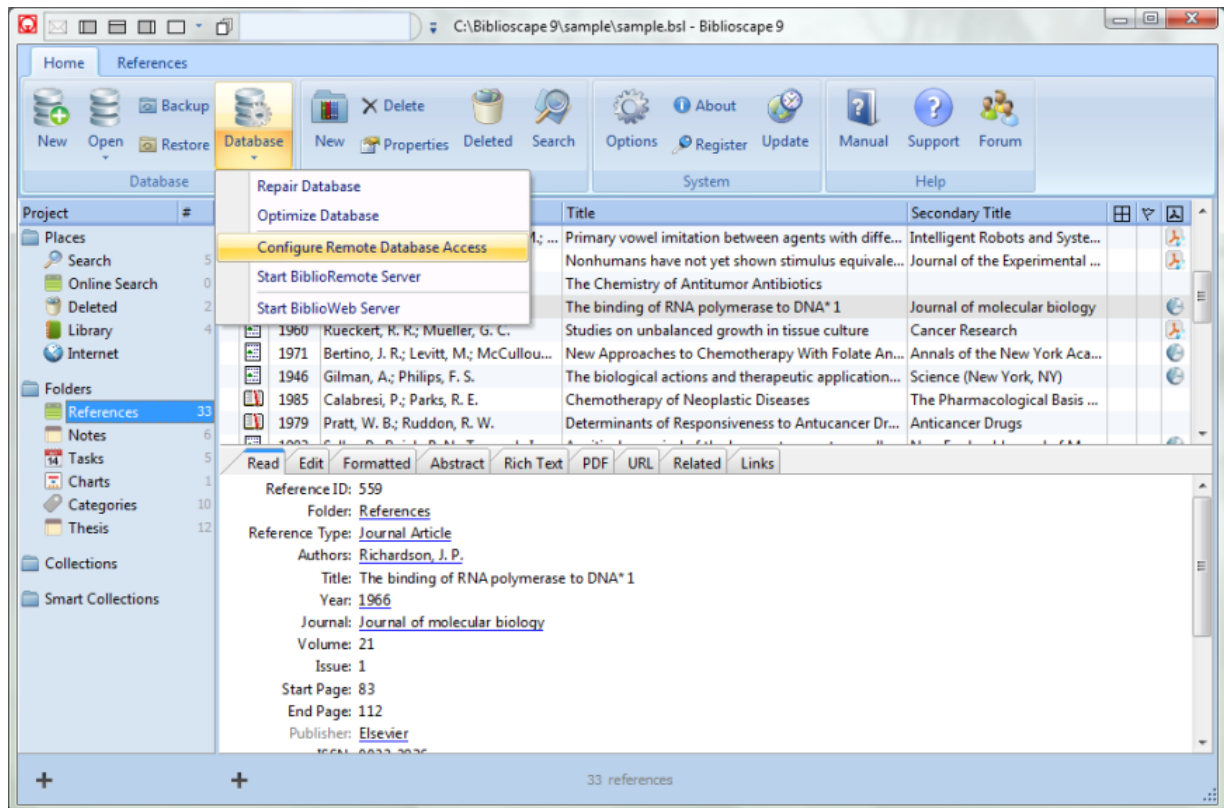 C:\Biblioscape 9\sample\sample.bsl - Biblioscape 9
Home References
New Open Backup Restore Database New Delete Properties Deleted Search Options About Register Update Manual Support Forum
Database System Help
Repair Database
Optimize Database
Configure Remote Database Access
Start BiblioRemote Server
Start BiblioWeb Server
Project # Title Secondary Title
Places
Search 5
Online Search 0
Deleted 2
Library 4
Internet
Folders
References 33
Notes 6
14 Tasks 5
Charts 1
Categories 10
Thesis 12
Collections
Smart Collections
M.; ... Primary vowel imitation between agents with diffe... Intelligent Robots and Syste...
Nonhumans have not yet shown stimulus equivale... Journal of the Experimental ...
The Chemistry of Antitumor Antibiotics
The binding of RNA polymerase to DNA* 1 Journal of molecular biology
1960 Rueckert, R. R.; Mueller, G. C. Studies on unbalanced growth in tissue culture Cancer Research
1971 Bertino, J. R.; Levitt, M.; McCullou... New Approaches to Chemotherapy With Folate An... Annals of the New York Aca...
1946 Gilman, A.; Philips, F. S. The biological actions and therapeutic application... Science (New York, NY)
1985 Calabresi, P.; Parks, R. E. Chemotherapy of Neoplastic Diseases The Pharmacological Basis ...
1979 Pratt, W. B.; Ruddon, R. W. Determinants of Responsiveness to Antucancer Dr... Anticancer Drugs
Read Edit Formatted Abstract Rich Text PDF URL Related Links
Reference ID: 559
Folder: References
Reference Type: Journal Article
Authors: Richardson, J. P.
Title: The binding of RNA polymerase to DNA* 1
Year: 1966
Journal: Journal of molecular biology
Volume: 21
Issue: 1
Start Page: 83
End Page: 112
Publisher: Elsevier
33 references